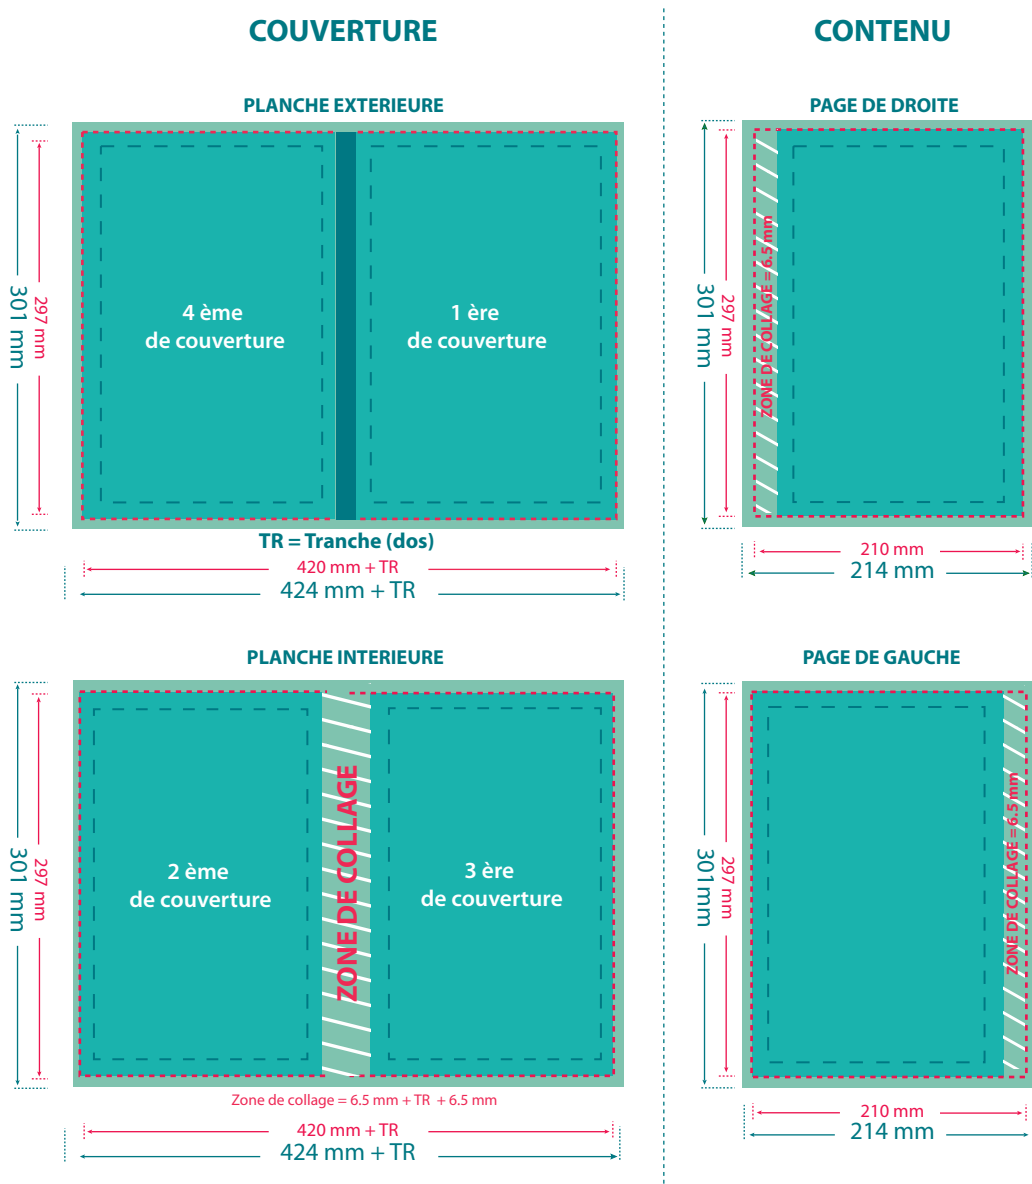 COUVERTURE
PLANCHE EXTERIEURE
301 mm
297 mm
4 ème
de couverture
1 ère
de couverture
TR = Tranche (dos)
420 mm + TR
424 mm + TR
PLANCHE INTERIEURE
301 mm
297 mm
2 ème
de couverture
ZONE DE COLLAGE
3 ère
de couverture
Zone de collage = 6.5 mm + TR + 6.5 mm
420 mm + TR
424 mm + TR
CONTENU
PAGE DE DROITE
301 mm
297 mm
ZONE DE COLLAGE = 6.5 mm
210 mm
214 mm
PAGE DE GAUCHE
301mm
297 mm
ZONE DE COLLAGE = 6.5 mm
210 mm
214 mm